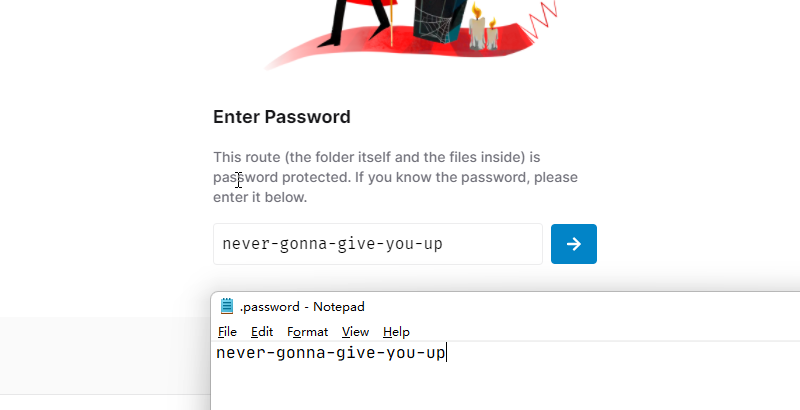 Enter Password
This route (the folder itself and the files inside) is
password protected. If you know the password, please
enter it below.
never-gonna-give-you-up
.password - Notepad
File Edit Format View Help
never-gonna-give-you-up